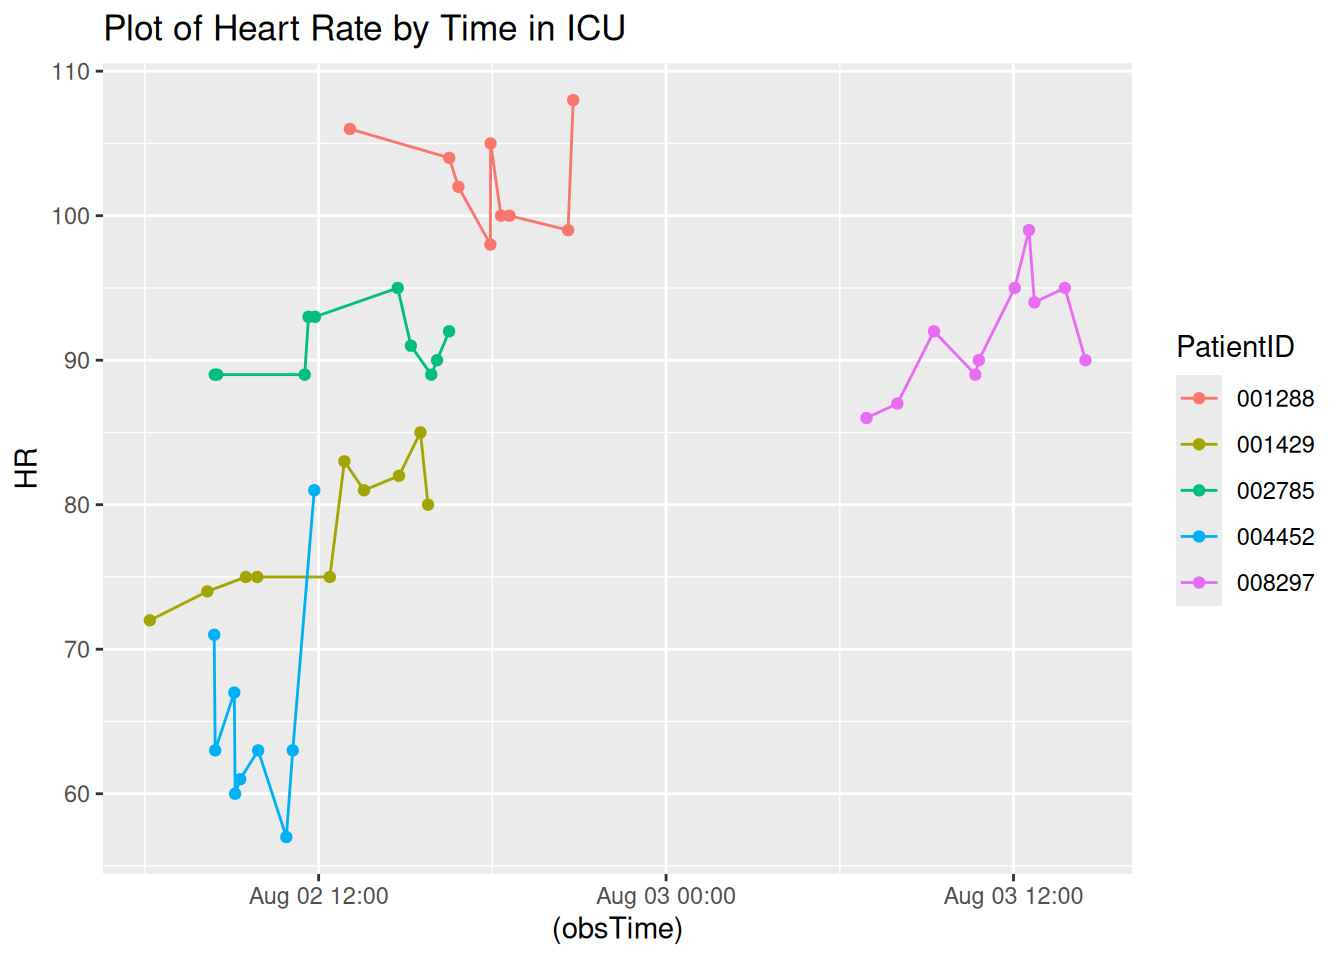 Plot of Heart Rate by Time in ICU
110
100
90
80
70
60
HR
Aug 02 12:00
Aug 03 00:00
Aug 03 12:00
(obsTime)
PatientID
001288
001429
002785
004452
008297